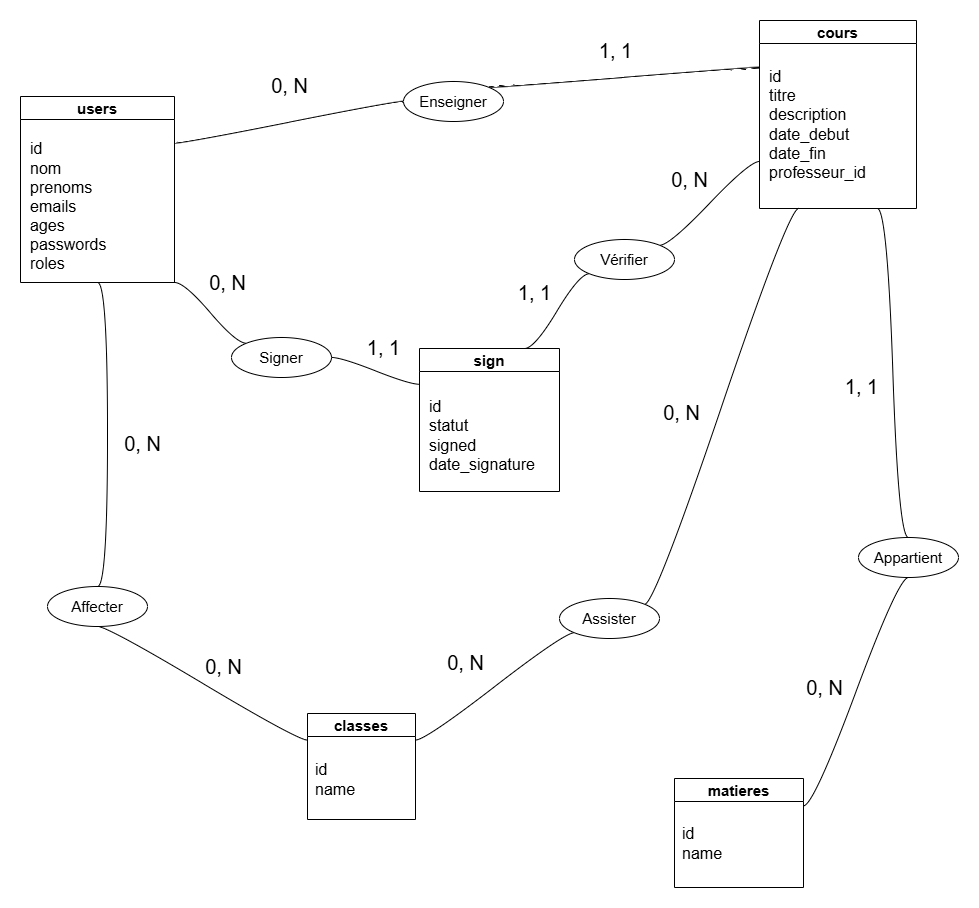 cours
id
titre
description
date_debut
date_fin
professeur_id
1, 1
0, N
Enseigner
users
id
nom
prenoms
emails
ages
passwords
roles
0, N
Vérifier
1, 1
0, N
Signer
1, 1
sign
id
statut
signed
date_signature
0, N
1, 1
0, N
Appartient
Affecter
Assister
0, N
0, N
0, N
classes
id
name
matieres
id
name